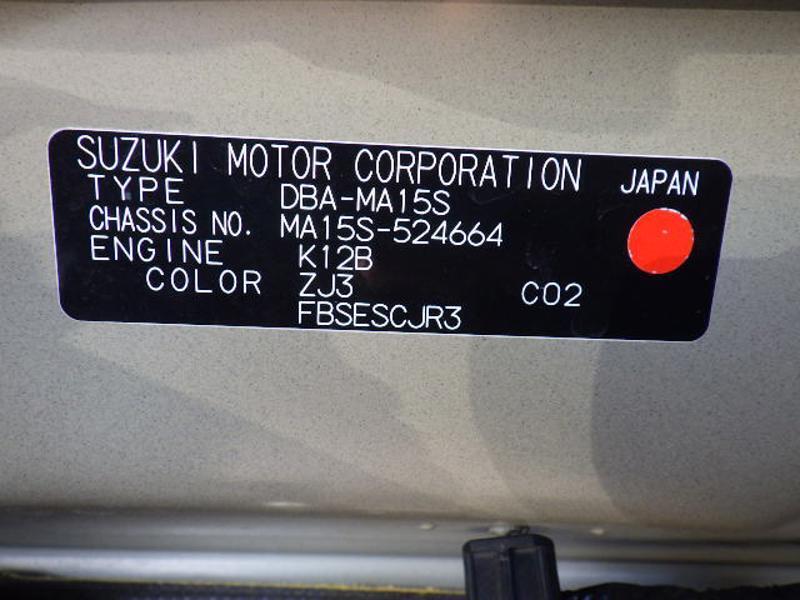 SUZUKI MOTOR CORPORATION JAPAN
TYPE DBA-MA15S
CHASSIS NO. MA15S-524664
ENGINE K12B
COLOR ZJ3 C02
FBSESCJR3